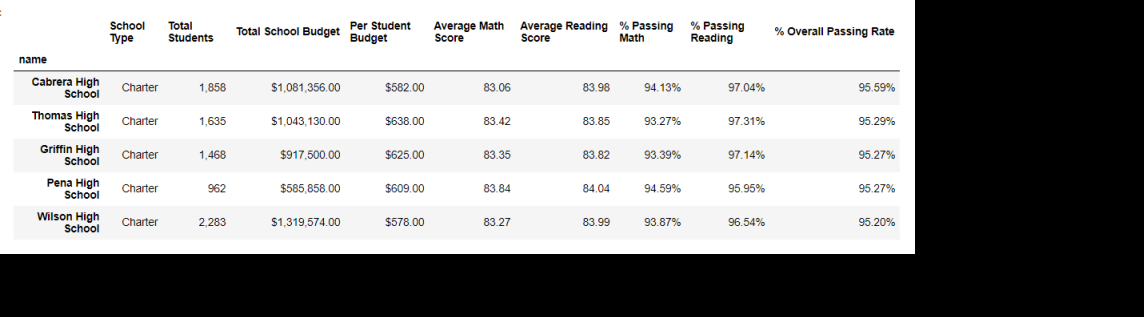 School Type Total Students Total School Budget Per Student Budget Average Math Score Average Reading Score % Passing Math % Passing Reading % Overall Passing Rate
name
Cabrera High School Charter 1,858 $1,081,356.00 $582.00 83.06 83.98 94.13% 97.04% 95.59%
Thomas High School Charter 1,635 $1,043,130.00 $638.00 83.42 83.85 93.27% 97.31% 95.29%
Griffin High School Charter 1,468 $917,500.00 $625.00 83.35 83.82 93.39% 97.14% 95.27%
Pena High School Charter 962 $585,858.00 $609.00 83.84 84.04 94.59% 95.95% 95.27%
Wilson High School Charter 2,283 $1,319,574.00 $578.00 83.27 83.99 93.87% 96.54% 95.20%